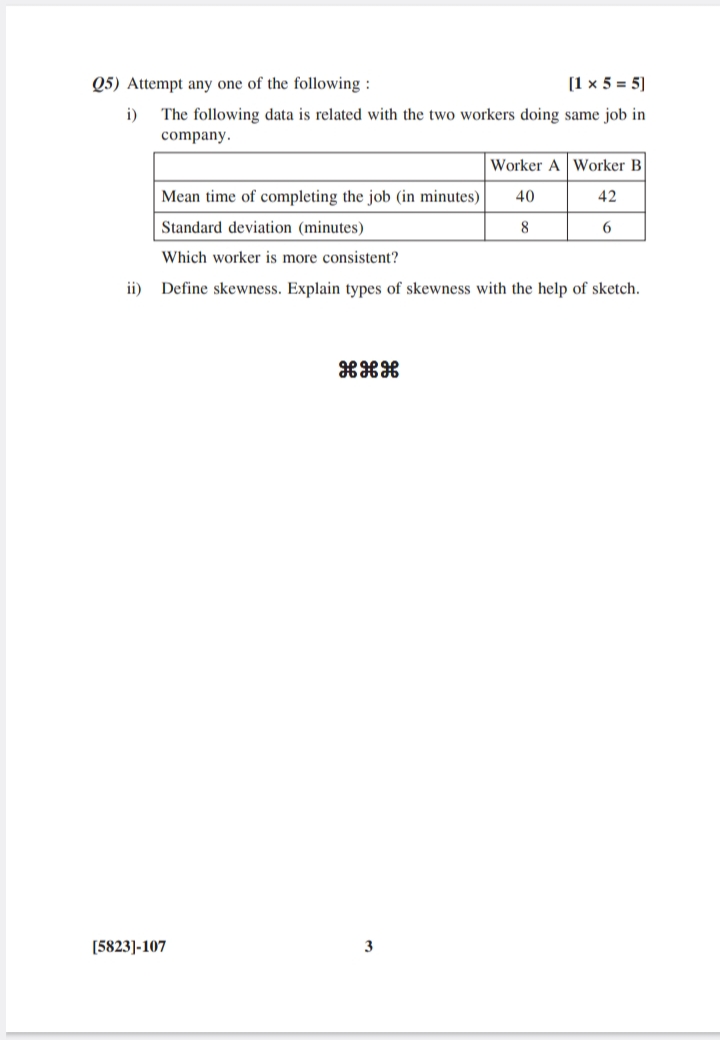 Q5) Attempt any one of the following : [1 × 5 = 5]
i) The following data is related with the two workers doing same job in
company.
Worker A Worker B
Mean time of completing the job (in minutes) 40 42
Standard deviation (minutes) 8 6
Which worker is more consistent?
ii) Define skewness. Explain types of skewness with the help of sketch.
⌘⌘⌘
[5823]-107 3